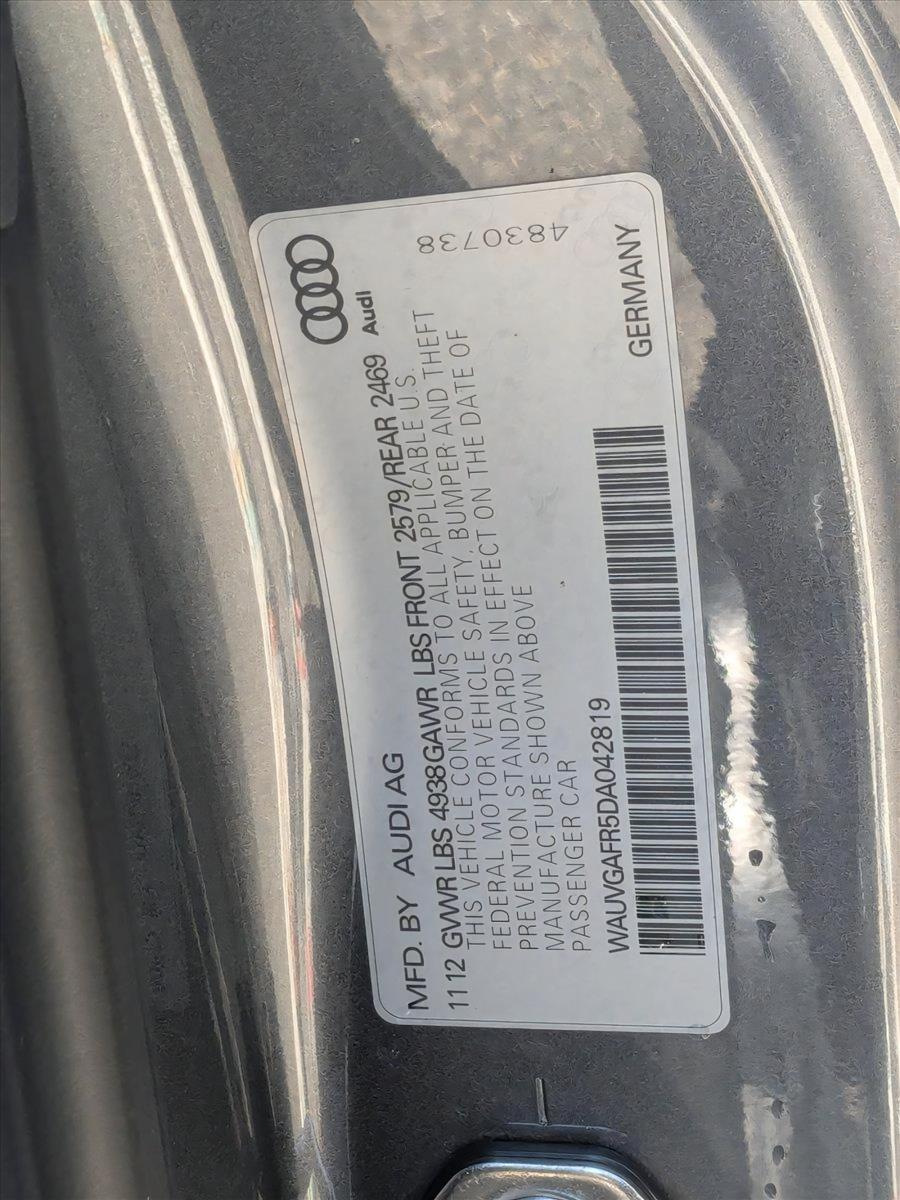 MFD. BY AUDI AG
Audi
11 12 GVWR LBS 4938 GAWR LBS FRONT 2579/REAR 2469
THIS VEHICLE CONFORMS TO ALL APPLICABLE U.S.
FEDERAL MOTOR VEHICLE SAFETY, BUMPER AND THEFT
PREVENTION STANDARDS IN EFFECT ON THE DATE OF
MANUFACTURE SHOWN ABOVE
PASSENGER CAR
WAUVGAFR5DA042819
GERMANY
4830738